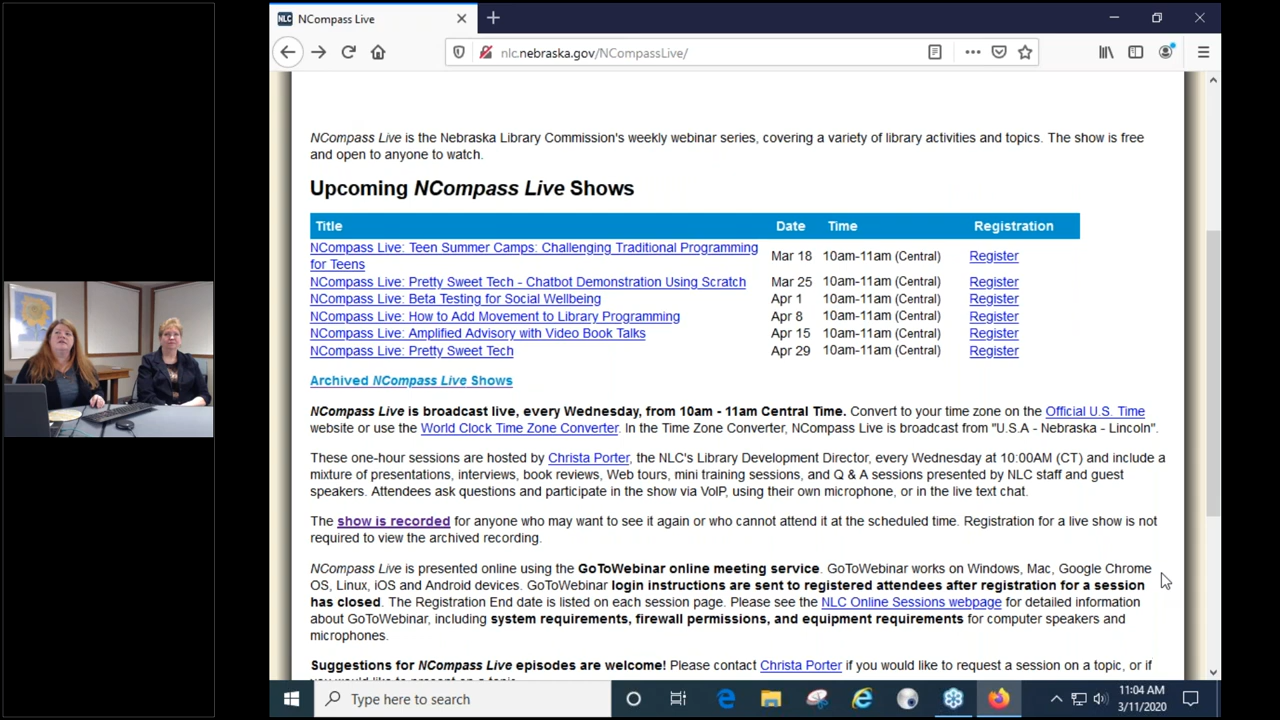 NLC NCompass Live
nlc.nebraska.gov/NCompassLive/
NCompass Live is the Nebraska Library Commission's weekly webinar series, covering a variety of library activities and topics. The show is free
and open to anyone to watch.
Upcoming NCompass Live Shows
Title Date Time Registration
NCompass Live: Teen Summer Camps: Challenging Traditional Programming
for Teens Mar 18 10am-11am (Central) Register
NCompass Live: Pretty Sweet Tech - Chatbot Demonstration Using Scratch Mar 25 10am-11am (Central) Register
NCompass Live: Beta Testing for Social Wellbeing Apr 1 10am-11am (Central) Register
NCompass Live: How to Add Movement to Library Programming Apr 8 10am-11am (Central) Register
NCompass Live: Amplified Advisory with Video Book Talks Apr 15 10am-11am (Central) Register
NCompass Live: Pretty Sweet Tech Apr 29 10am-11am (Central) Register
Archived NCompass Live Shows
NCompass Live is broadcast live, every Wednesday, from 10am - 11am Central Time. Convert to your time zone on the Official U.S. Time
website or use the World Clock Time Zone Converter. In the Time Zone Converter, NCompass Live is broadcast from "U.S.A - Nebraska - Lincoln".
These one-hour sessions are hosted by Christa Porter, the NLC's Library Development Director, every Wednesday at 10:00AM (CT) and include a
mixture of presentations, interviews, book reviews, Web tours, mini training sessions, and Q & A sessions presented by NLC staff and guest
speakers. Attendees ask questions and participate in the show via VoIP, using their own microphone, or in the live text chat.
The show is recorded for anyone who may want to see it again or who cannot attend it at the scheduled time. Registration for a live show is not
required to view the archived recording.
NCompass Live is presented online using the GoToWebinar online meeting service. GoToWebinar works on Windows, Mac, Google Chrome
OS, Linux, iOS and Android devices. GoToWebinar login instructions are sent to registered attendees after registration for a session
has closed. The Registration End date is listed on each session page. Please see the NLC Online Sessions webpage for detailed information
about GoToWebinar, including system requirements, firewall permissions, and equipment requirements for computer speakers and
microphones.
Suggestions for NCompass Live episodes are welcome! Please contact Christa Porter if you would like to request a session on a topic, or if
you would like to present on a topic.
Type here to search
11:04 AM
3/11/2020